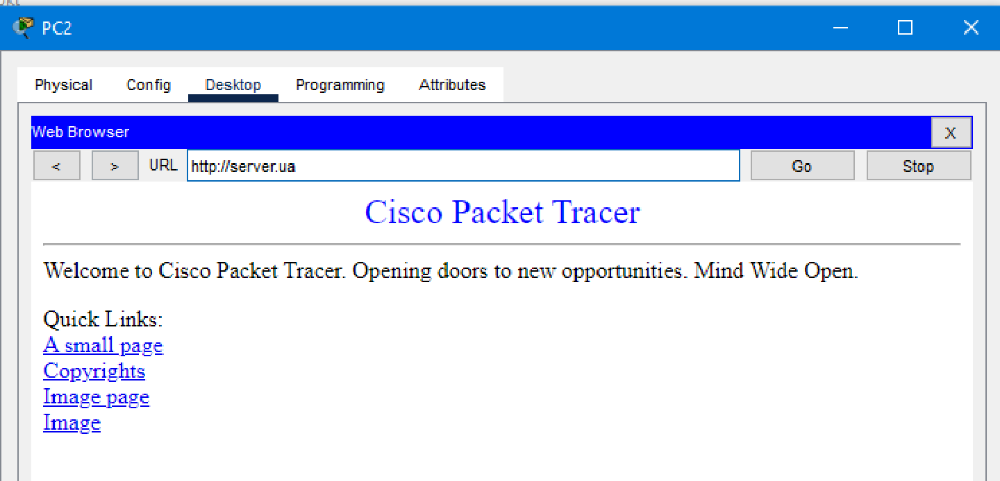 PC2
Physical Config Desktop Programming Attributes
Web Browser X
< > URL http://server.ua Go Stop
Cisco Packet Tracer
Welcome to Cisco Packet Tracer. Opening doors to new opportunities. Mind Wide Open.
Quick Links:
A small page
Copyrights
Image page
Image